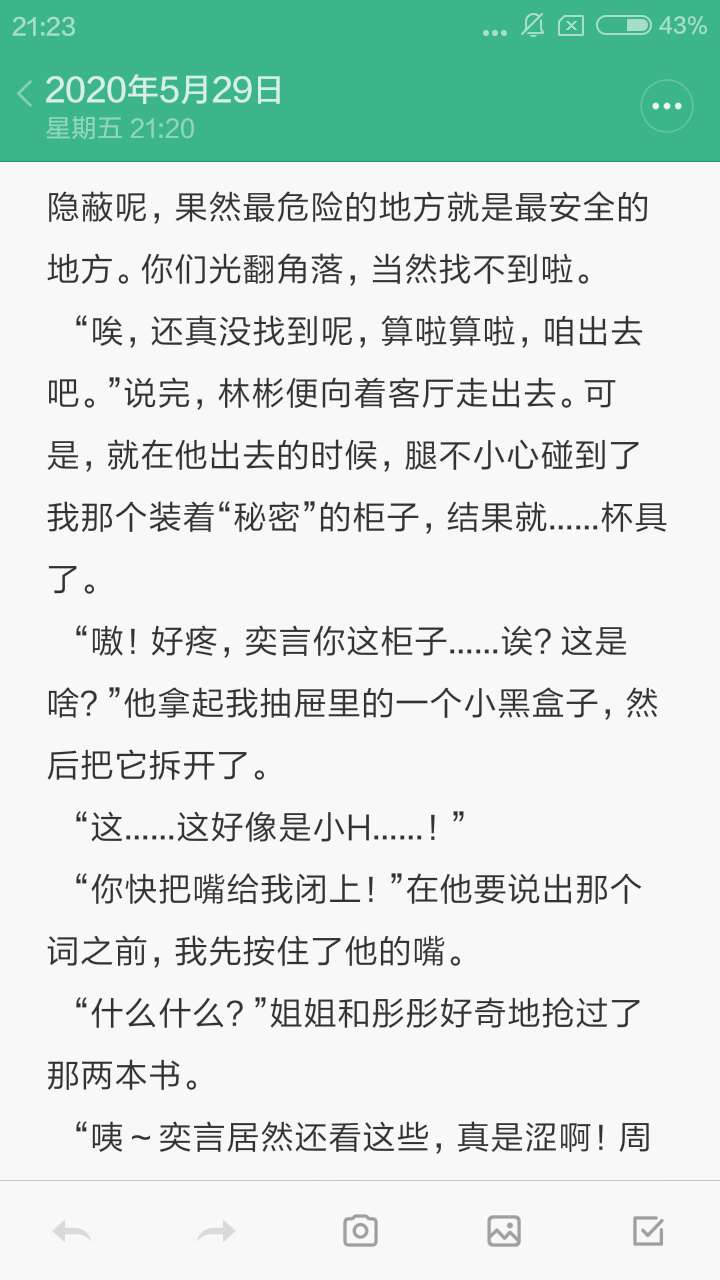 21:23
43%
2020年5月29日
星期五 21:20
隐蔽呢，果然最危险的地方就是最安全的
地方。你们光翻角落，当然找不到啦。
“唉，还真没找到呢，算啦算啦，咱出去
吧。”说完，林彬便向着客厅走出去。可
是，就在他出去的时候，腿不小心碰到了
我那个装着“秘密”的柜子，结果就……杯具
了。
“嗷！好疼，奕言你这柜子……诶？这是
啥？”他拿起我抽屉里的一个小黑盒子，然
后把它拆开了。
“这……这好像是小H……！”
“你快把嘴给我闭上！”在他要说出那个
词之前，我先按住了他的嘴。
“什么什么？”姐姐和彤彤好奇地抢过了
那两本书。
“咦～奕言居然还看这些，真是涩啊！周